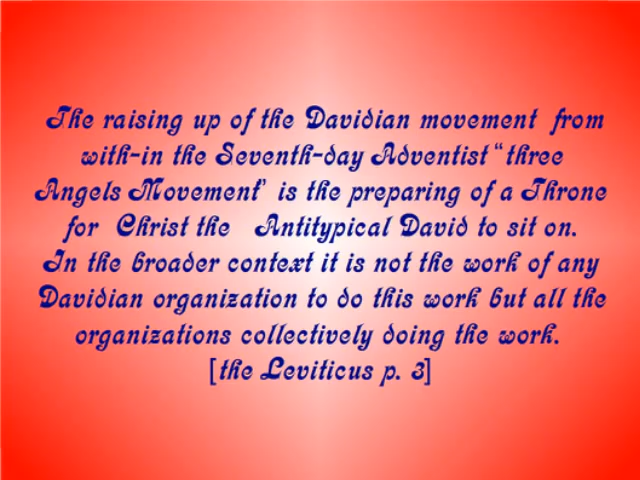 The raising up of the Davidian movement from
with-in the Seventh-day Adventist “three
Angels Movement” is the preparing of a Throne
for Christ the Antitypical David to sit on.
In the broader context it is not the work of any
Davidian organization to do this work but all the
organizations collectively doing the work.
[the Leviticus p. 3]